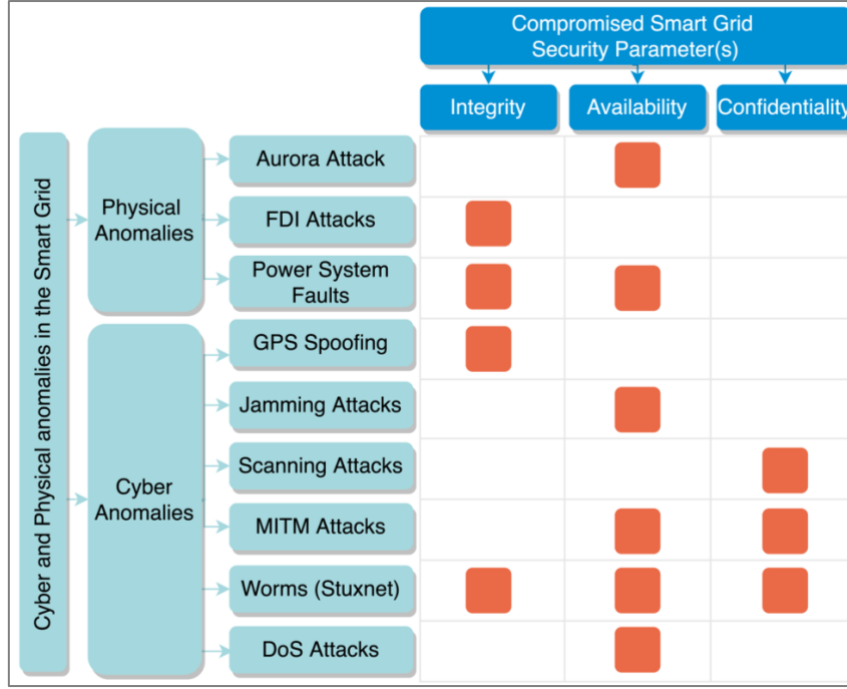 Compromised Smart Grid
Security Parameter(s)
Integrity
Availability
Confidentiality
Cyber and Physical anomalies in the Smart Grid
Physical
Anomalies
Aurora Attack
FDI Attacks
Power System
Faults
Cyber
Anomalies
GPS Spoofing
Jamming Attacks
Scanning Attacks
MITM Attacks
Worms (Stuxnet)
DoS Attacks